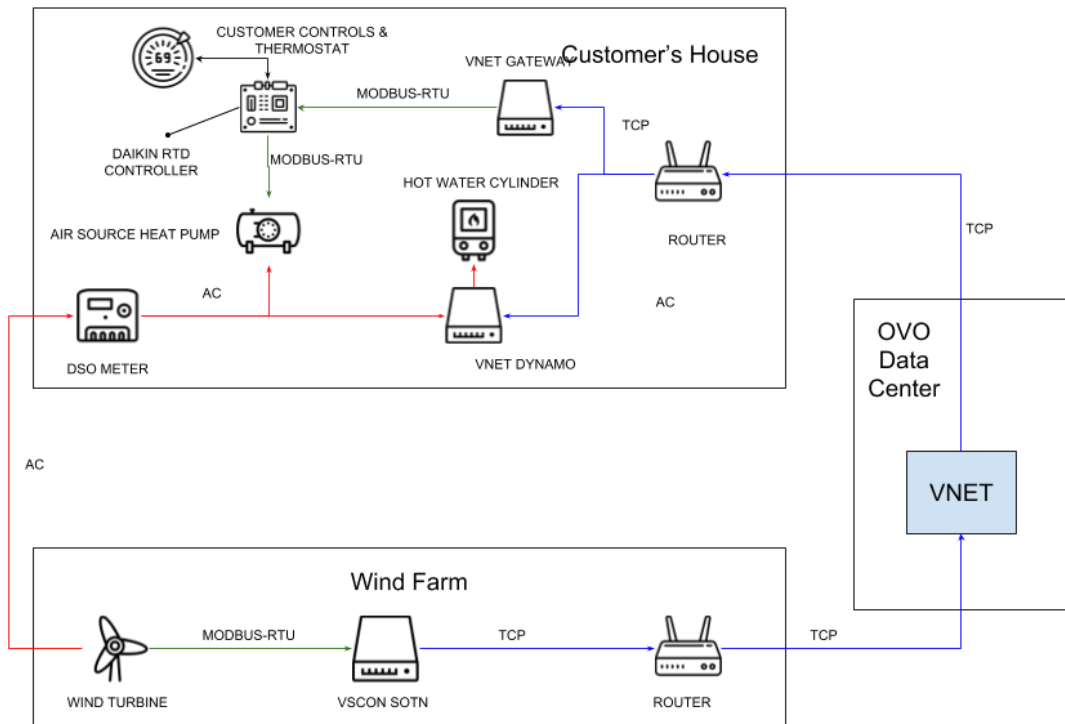 CUSTOMER CONTROLS &
THERMOSTAT
Customer's House
VNET GATEWAY
69
MODBUS-RTU
TCP
DAIKIN RTD
CONTROLLER
MODBUS-RTU
HOT WATER CYLINDER
AIR SOURCE HEAT PUMP
ROUTER
TCP
AC
AC
DSO METER
VNET DYNAMO
OVO
Data
Center
AC
VNET
Wind Farm
MODBUS-RTU
TCP
TCP
WIND TURBINE
VSCON SOTN
ROUTER